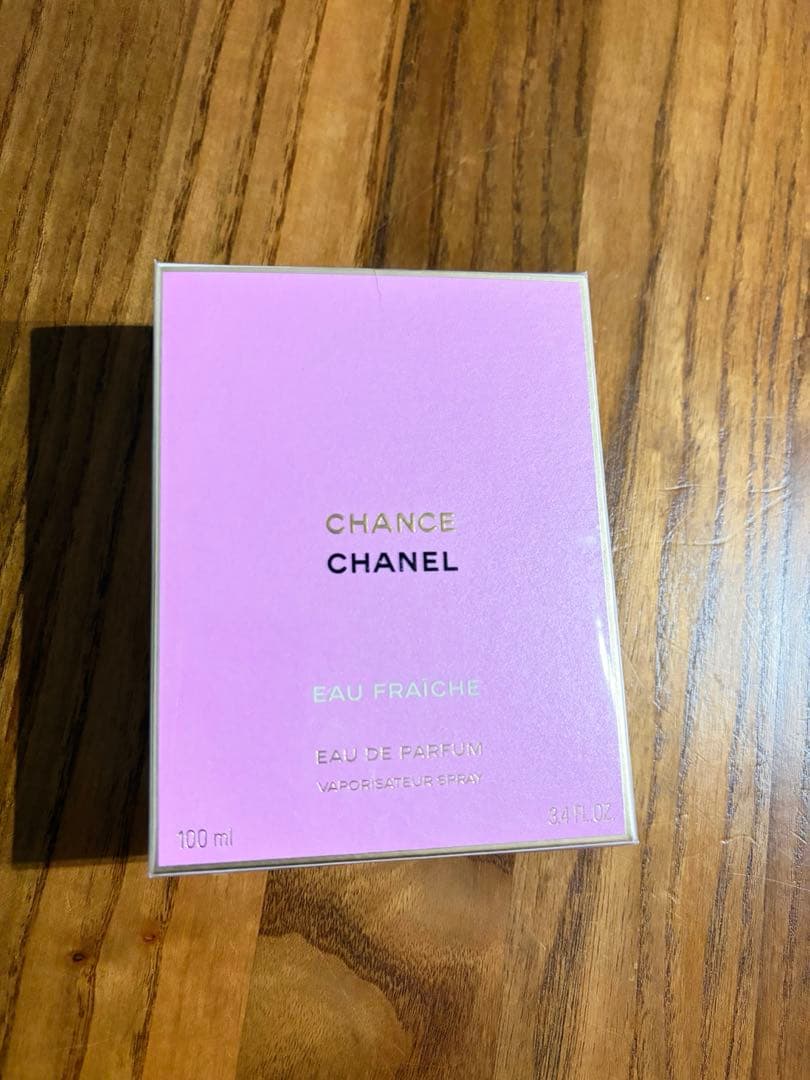 CHANCE
CHANEL
EAU FRAÎCHE
EAU DE PARFUM
VAPORISATEUR SPRAY
100 ml
3.4 FL.OZ.